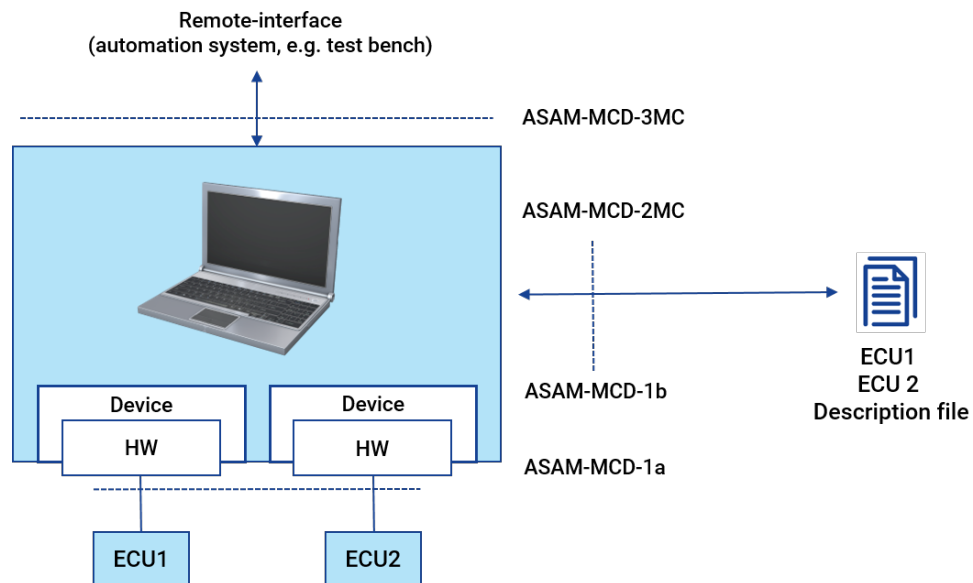 Remote-interface
(automation system, e.g. test bench)
ASAM-MCD-3MC
ASAM-MCD-2MC
ECU1
ECU 2
Description file
ASAM-MCD-1b
Device
Device
HW
HW
ASAM-MCD-1a
ECU1
ECU2